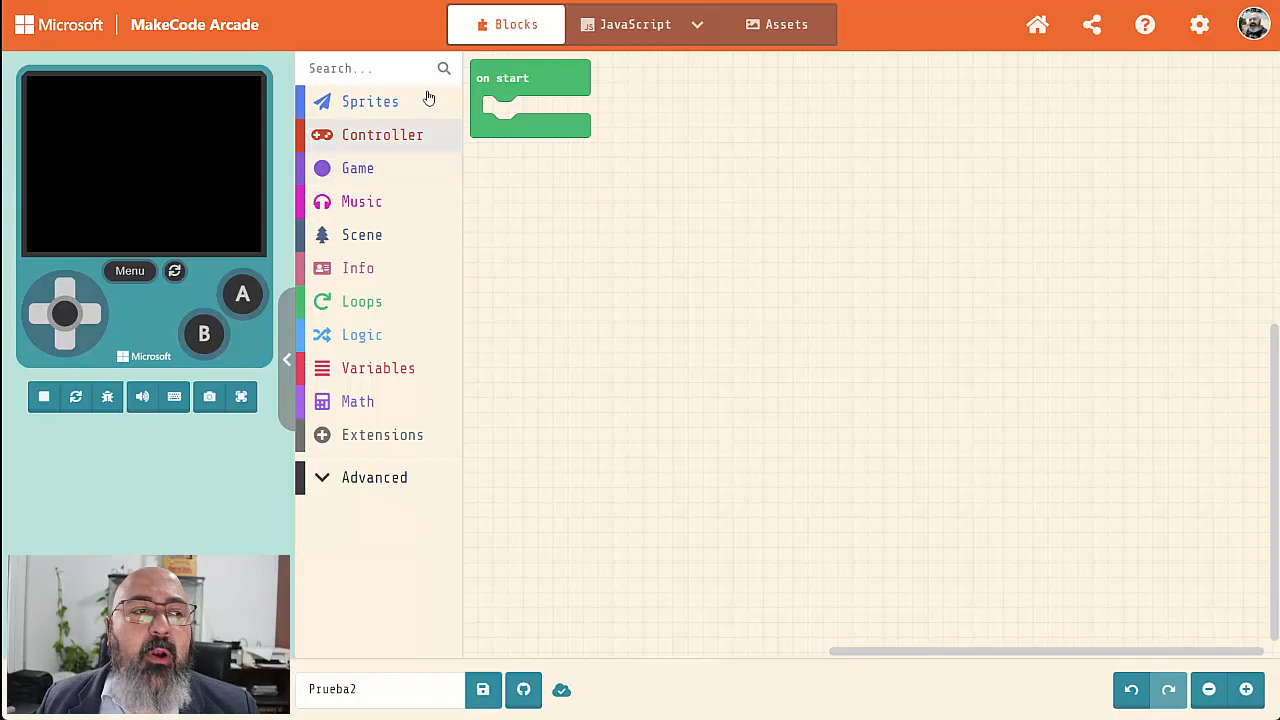 Microsoft
MakeCode Arcade
Blocks
JavaScript
Assets
Search...
on start
Sprites
Controller
Game
Menu
Music
Scene
A
Info
Loops
B
Logic
Microsoft
Variables
Math
Extensions
Advanced
Prueba2